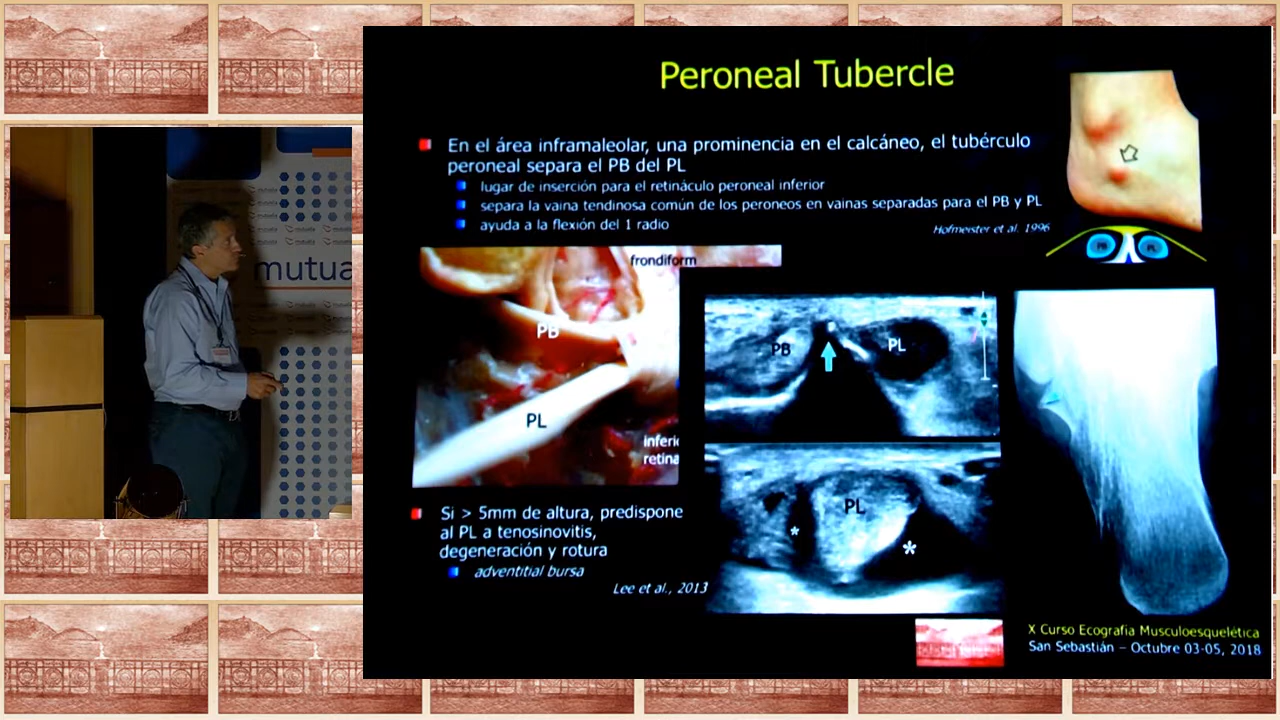 Peroneal Tubercle
En el área inframaleolar, una prominencia en el calcáneo, el tubérculo
peroneal separa el PB del PL
lugar de inserción para el retináculo peroneal inferior
separa la vaina tendinosa común de los peroneos en vainas separadas para el PB y PL
ayuda a la flexión del 1 radio
Hofmeister et al. 1996
PB
PL
frondiform
PB
PL
inferio
retina
PB
PL
PL
*
*
Si > 5mm de altura, predispone
al PL a tenosinovitis,
degeneración y rotura
adventitial bursa
Lee et al., 2013
X Curso Ecografía Musculoesquelética
San Sebastián – Octubre 03-05, 2018
mutua